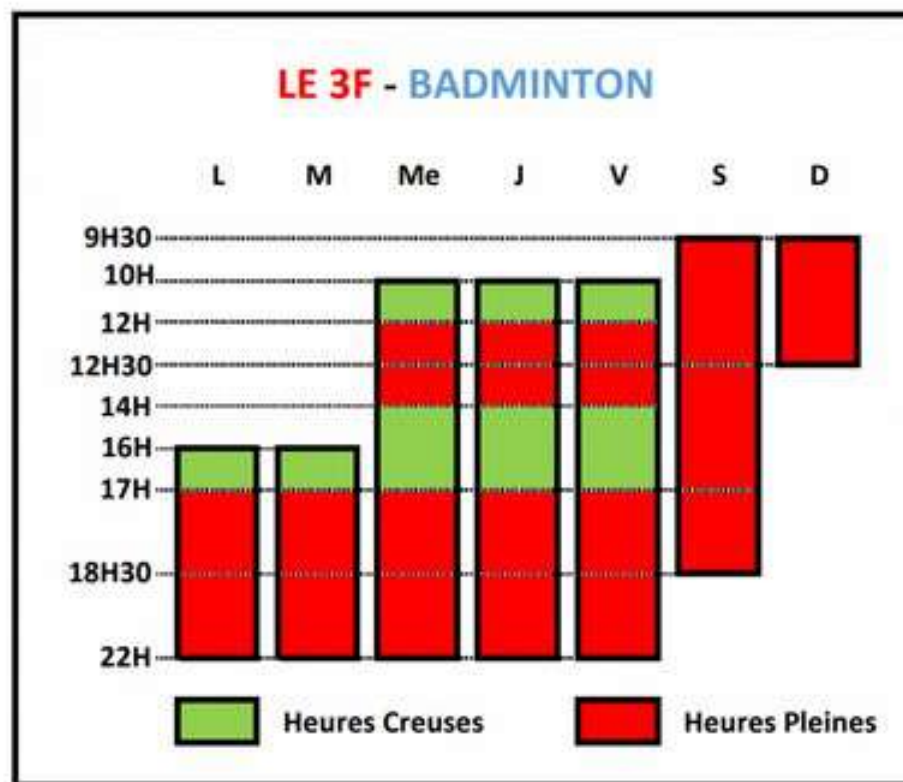 LE 3F - BADMINTON
L M Me J V S D
9H30
10H
12H
12H30
14H
16H
17H
18H30
22H
Heures Creuses Heures Pleines